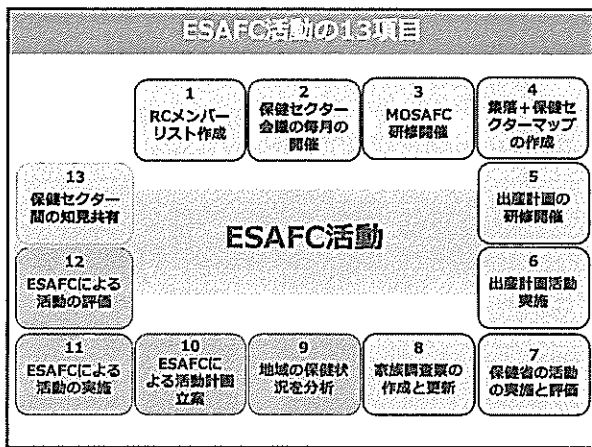 ESAFC活動の13項目
1
RCメンバー
リスト作成
2
保健セクター
会議の毎月の
開催
3
MOSAFC
研修開催
4
集落＋保健セ
クターマップ
の作成
5
出産計画の
研修開催
6
出産計画活動
実施
7
保健省の活動
の実施と評価
8
家族調査票の
作成と更新
9
地域の保健状
況を分析
10
ESAFCに
よる活動計画
立案
11
ESAFCによる
活動の実施
12
ESAFCによる
活動の評価
13
保健セクター
間の知見共有
ESAFC活動